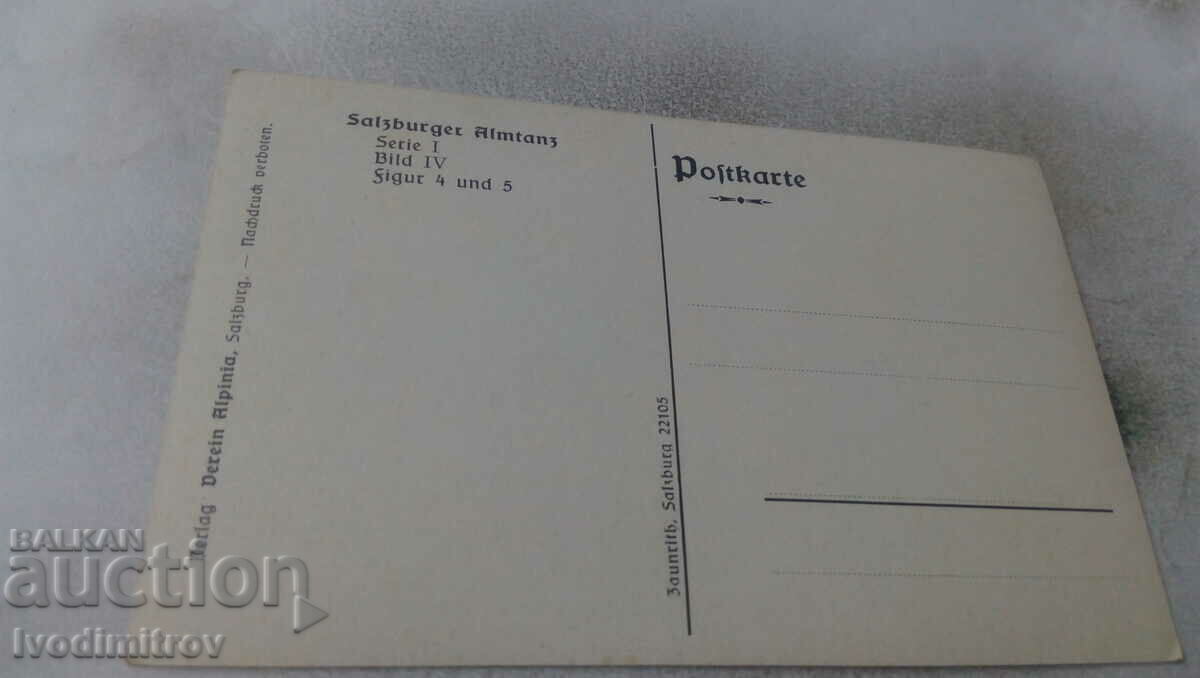 Salzburger Almtanz
Serie I
Bild IV
Figur 4 und 5
Poſtkarte
Verlag Verein Alpinia, Salzburg. — Nachdruck verboten.
Zaunrith, Salzburg 22105
BALKAN
auction
Ivodimitrov